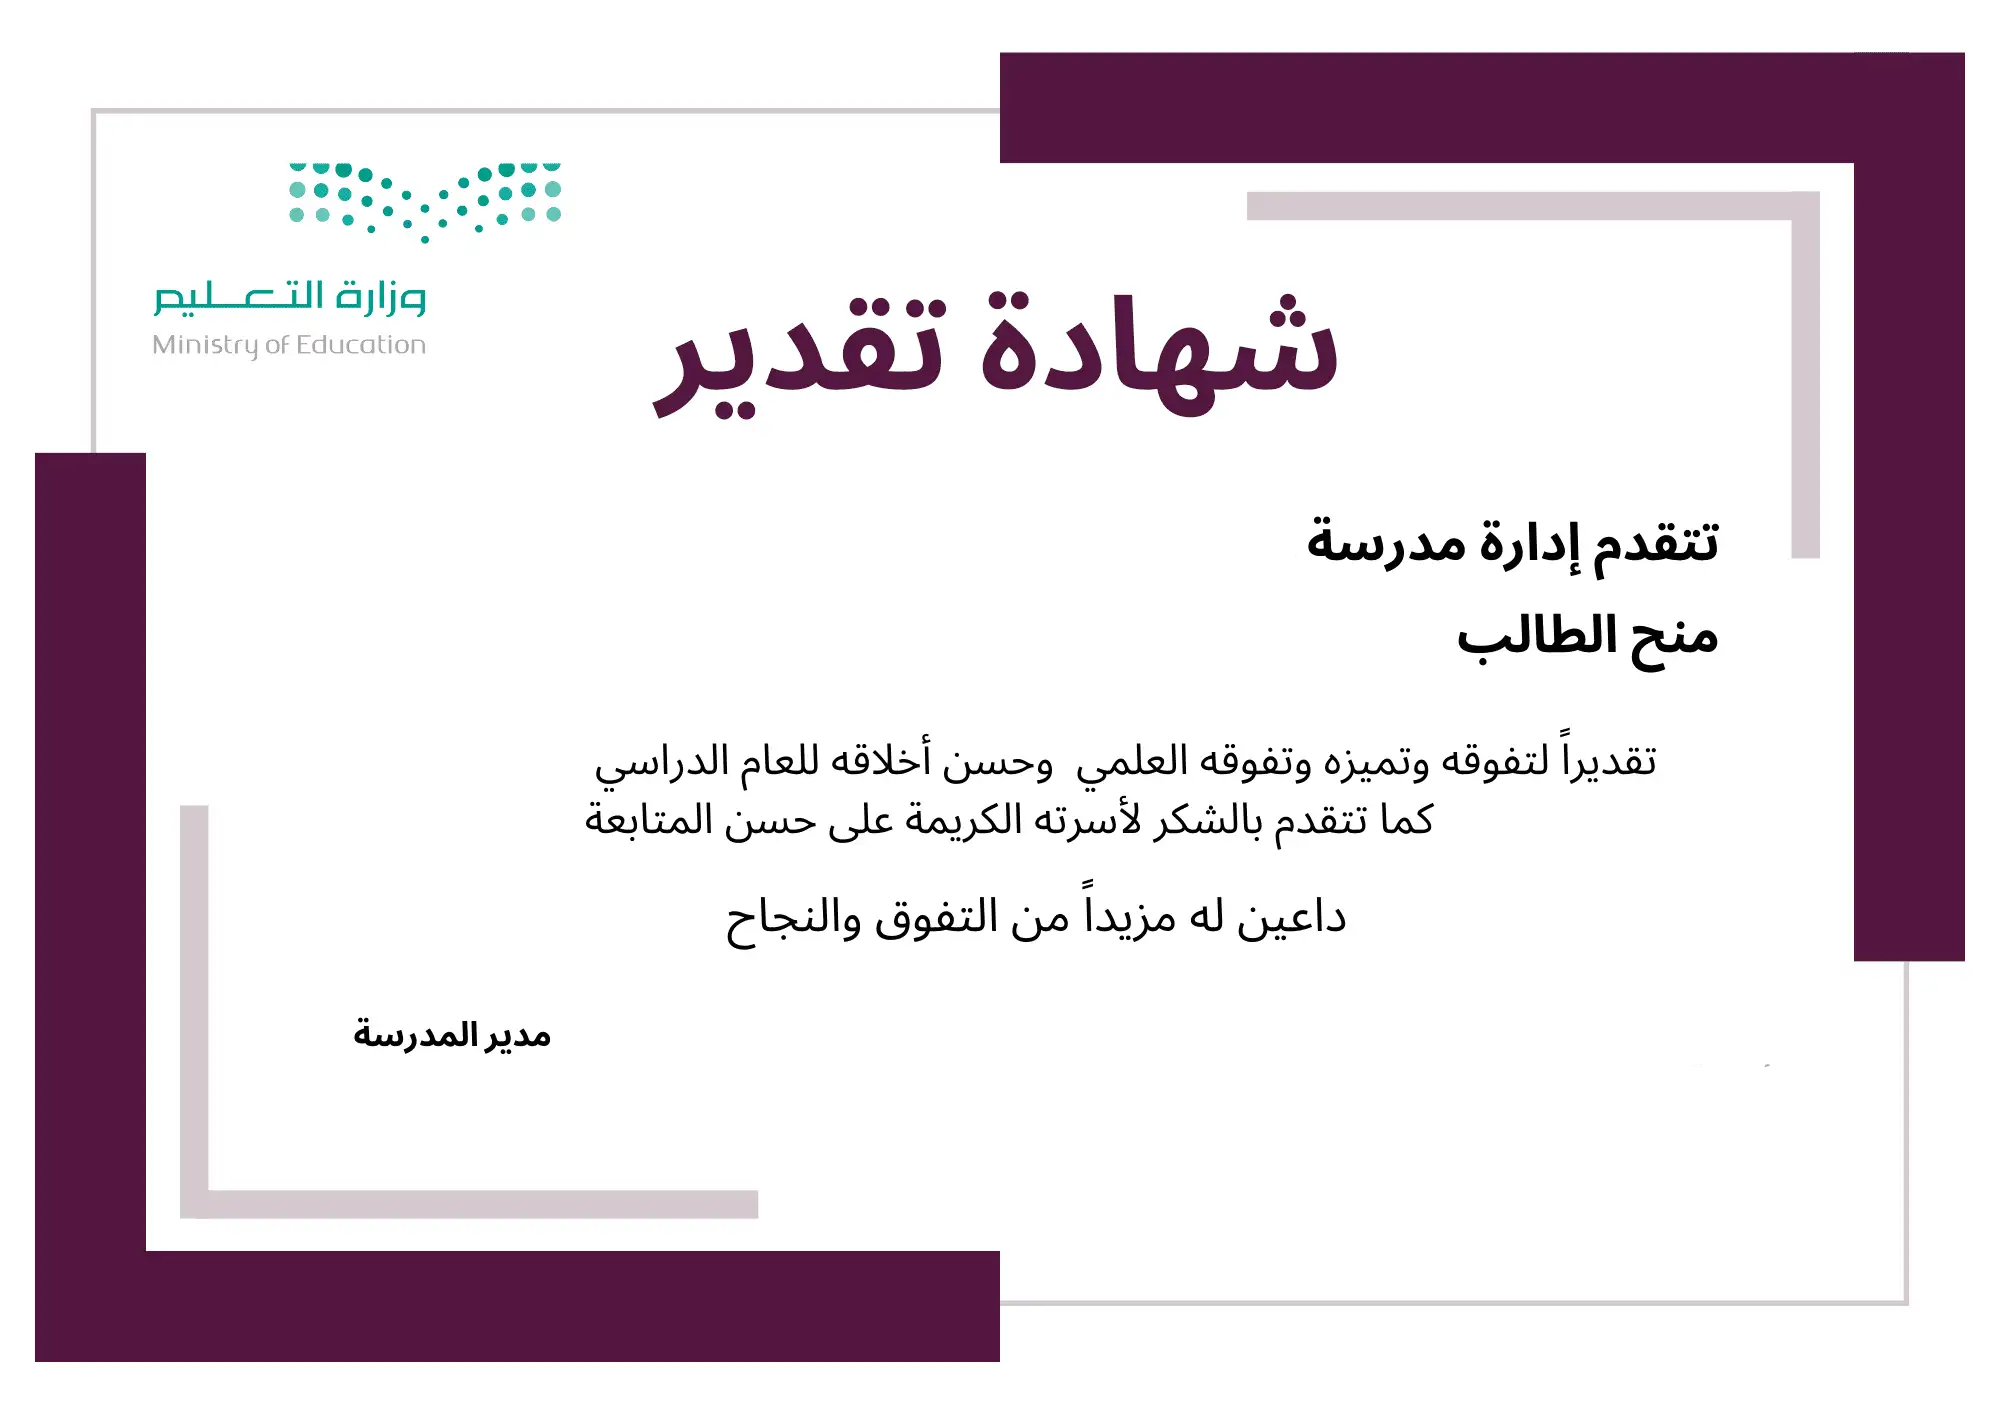 وزارة التعليم
Ministry of Education
شهادة تقدير
تتقدم إدارة مدرسة
منح الطالب
تقديراً لتفوقه وتميزه وتفوقه العلمي وحسن أخلاقه للعام الدراسي
كما تتقدم بالشكر لأسرته الكريمة على حسن المتابعة
داعين له مزيداً من التفوق والنجاح
مدير المدرسة